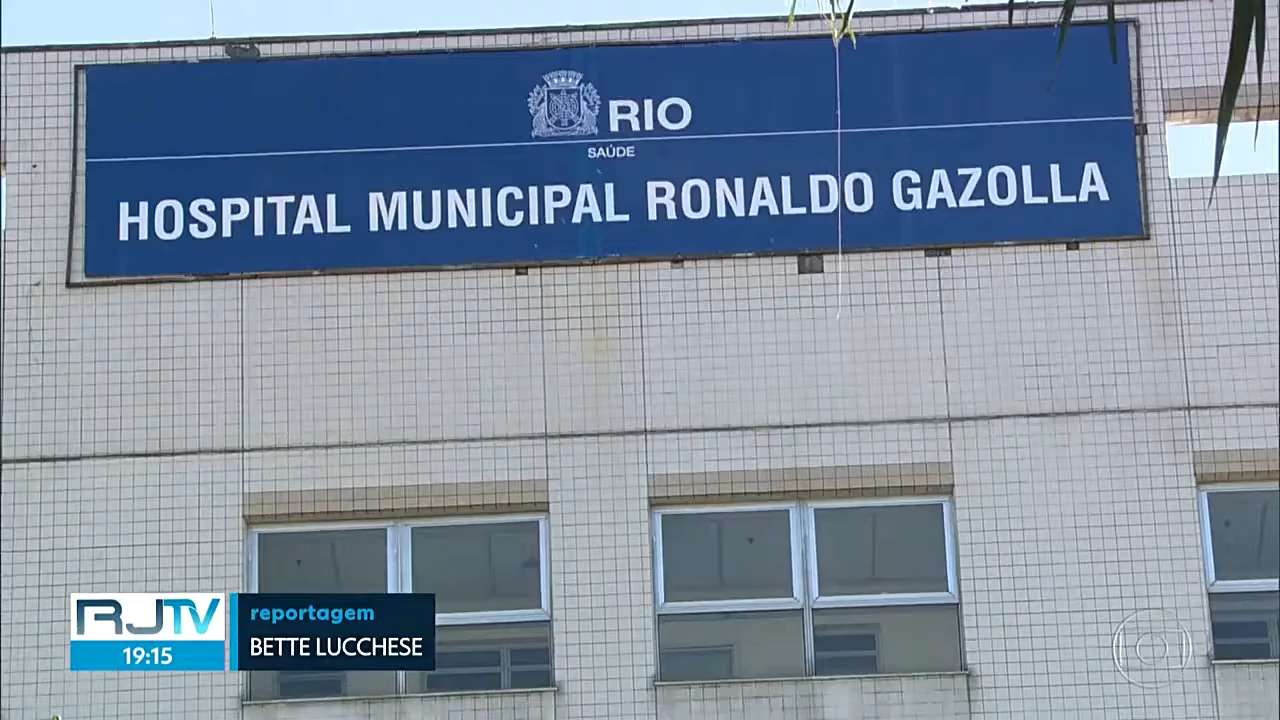 RIO
SAÚDE
HOSPITAL MUNICIPAL RONALDO GAZOLLA
RJTV
19:15
reportagem
BETTE LUCCHESE